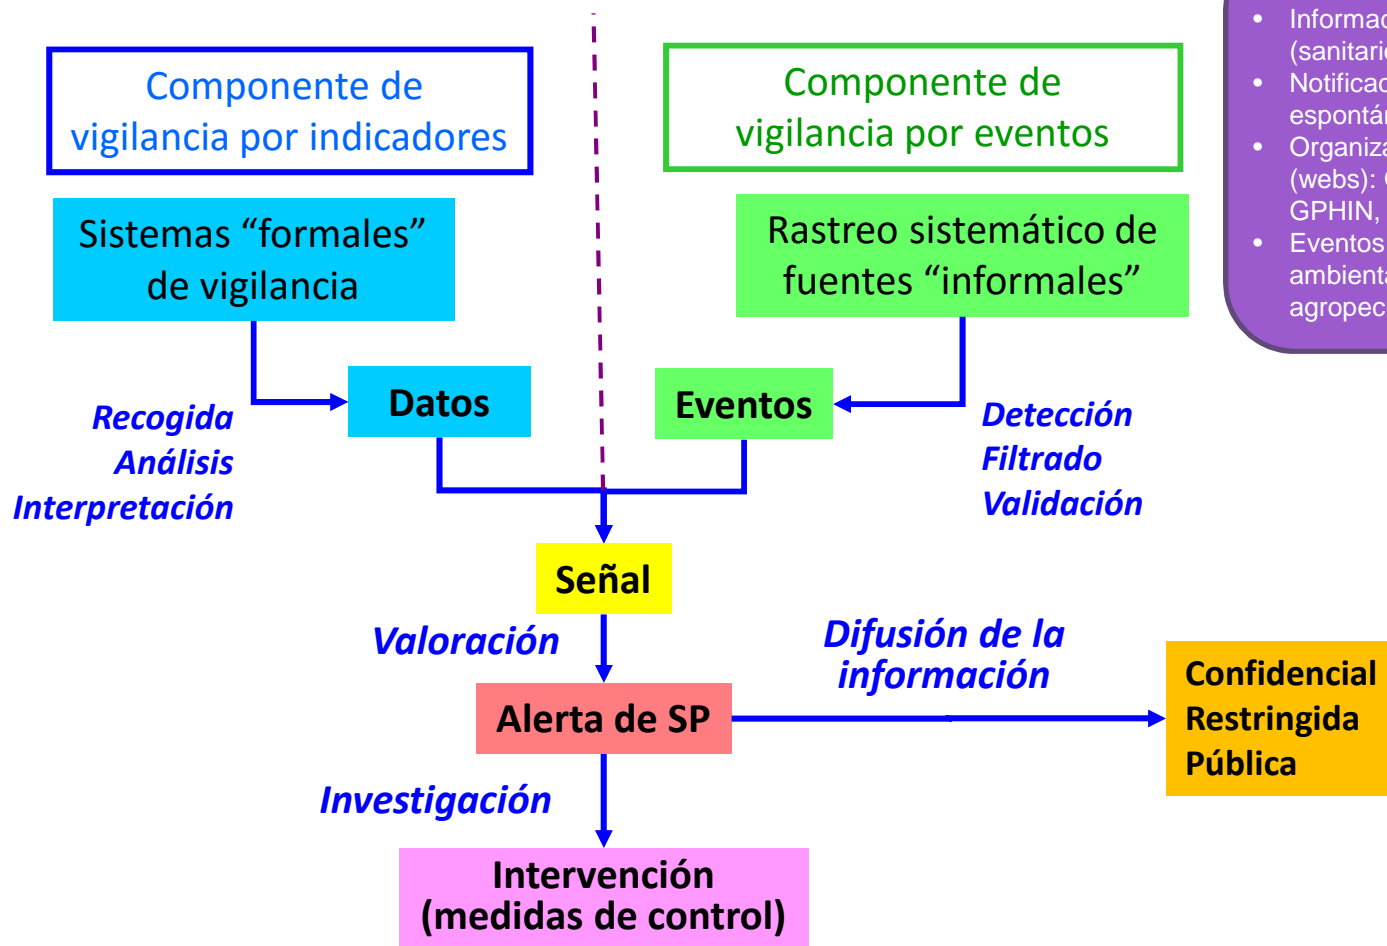 Componente de
vigilancia por indicadores
Componente de
vigilancia por eventos
Sistemas “formales”
de vigilancia
Rastreo sistemático de
fuentes “informales”
Datos
Eventos
Recogida
Análisis
Interpretación
Detección
Filtrado
Validación
Señal
Valoración
Difusión de la
información
Alerta de SP
Confidencial
Restringida
Pública
Investigación
Intervención
(medidas de control)
•
•
•
(webs):
GPHIN,
• Eventos